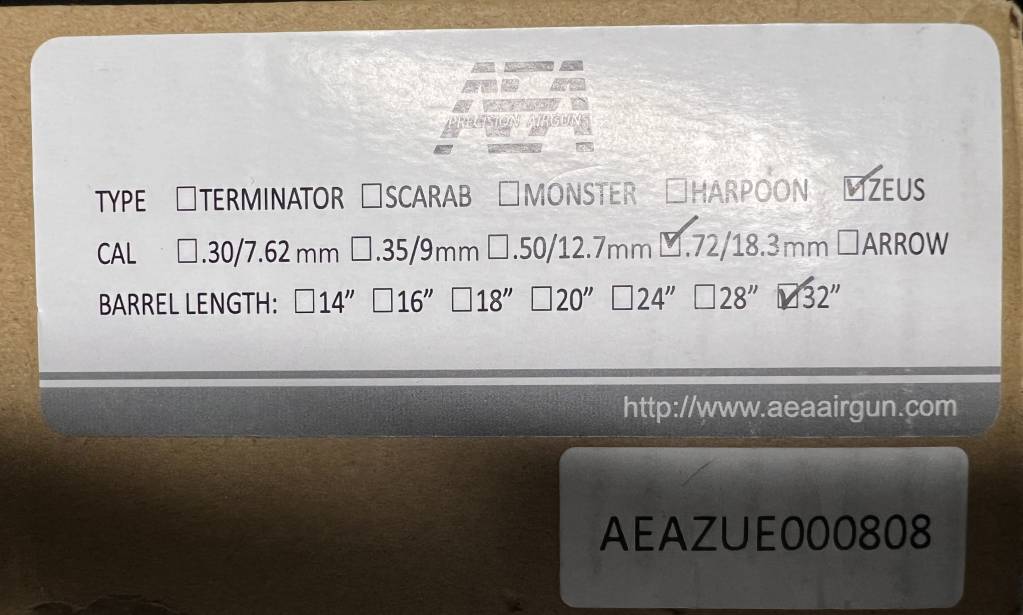 AEA
PRECISION AIRGUNS
TYPE ☐TERMINATOR ☐SCARAB ☐MONSTER ☐HARPOON ☑ZEUS
CAL ☐.30/7.62 mm ☐.35/9mm ☐.50/12.7mm ☑.72/18.3mm ☐ARROW
BARREL LENGTH: ☐14” ☐16” ☐18” ☐20” ☐24” ☐28” ☑32”
http://www.aeaairgun.com
AEAZUE000808